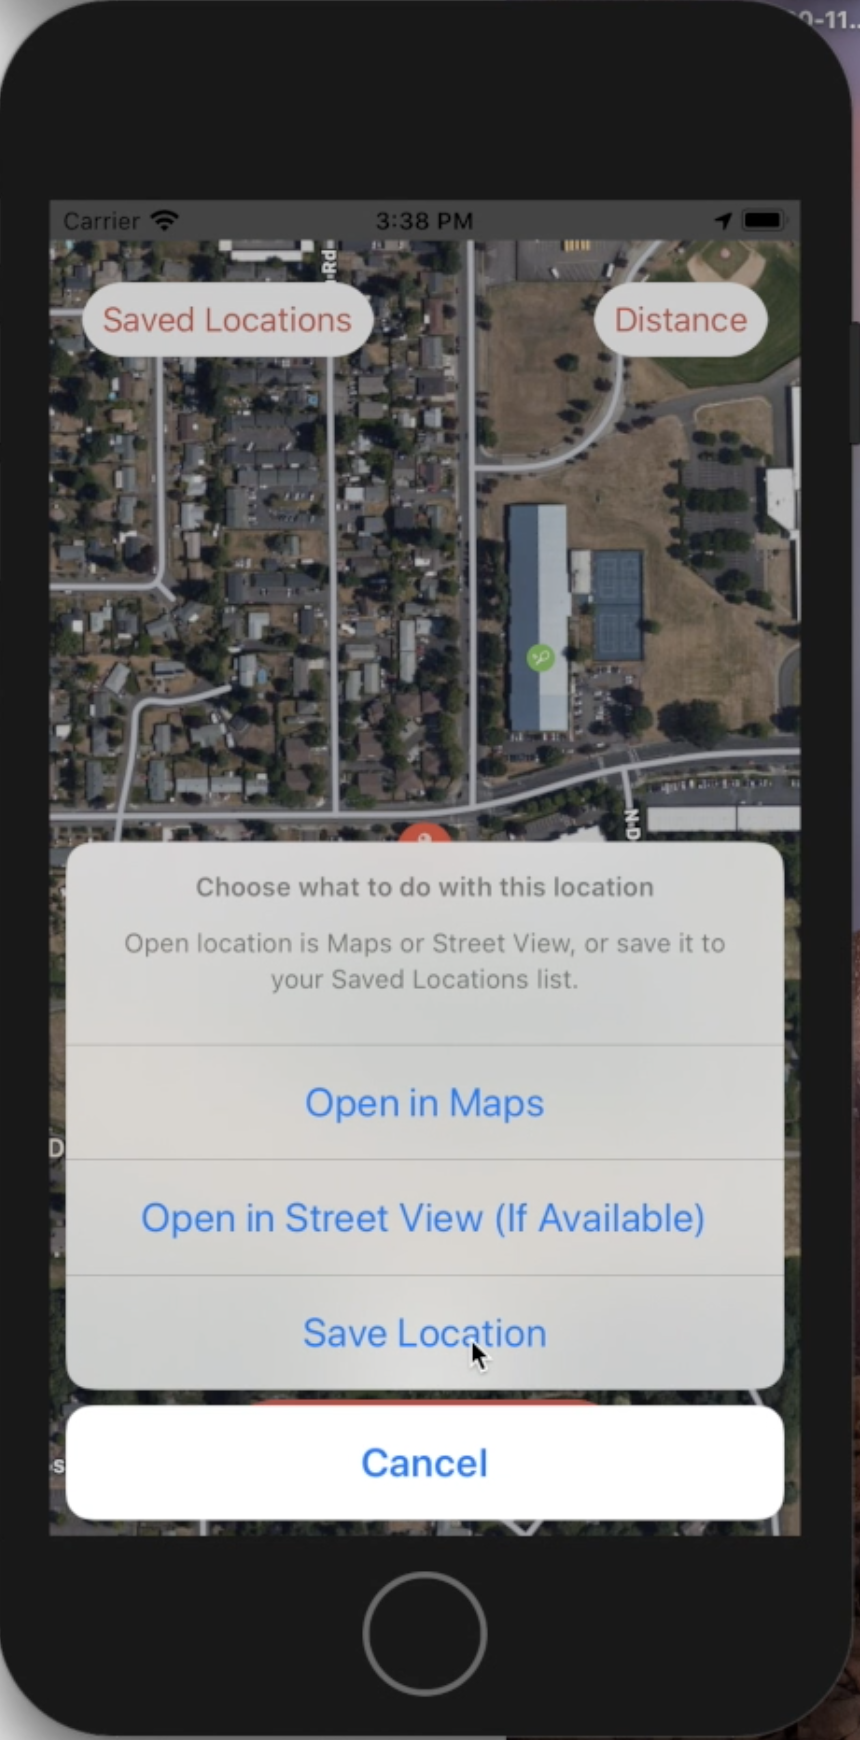 0-11...
Carrier
3:38 PM
Rd
Saved Locations
Distance
N D
Choose what to do with this location
Open location is Maps or Street View, or save it to
your Saved Locations list.
Open in Maps
D
Open in Street View (If Available)
Save Location
s
Cancel